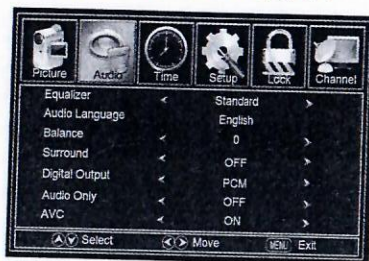 Picture Audio Time Setup Lock Channel
Equalizer Standard
Audio Language English
Balance 0
Surround OFF
Digital Output PCM
Audio Only OFF
AVC ON
Select Move MENU Exit